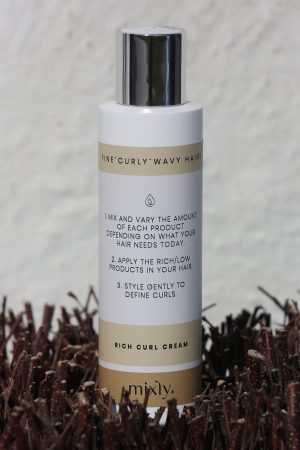 FINE*CURLY*WAVY HAIR
1. MIX AND VARY THE AMOUNT
OF EACH PRODUCT
DEPENDING ON WHAT YOUR
HAIR NEEDS TODAY.
2. APPLY THE RICH/LOW
PRODUCTS IN YOUR HAIR.
3. STYLE GENTLY TO
DEFINE CURLS.
RICH CURL CREAM
mixly.